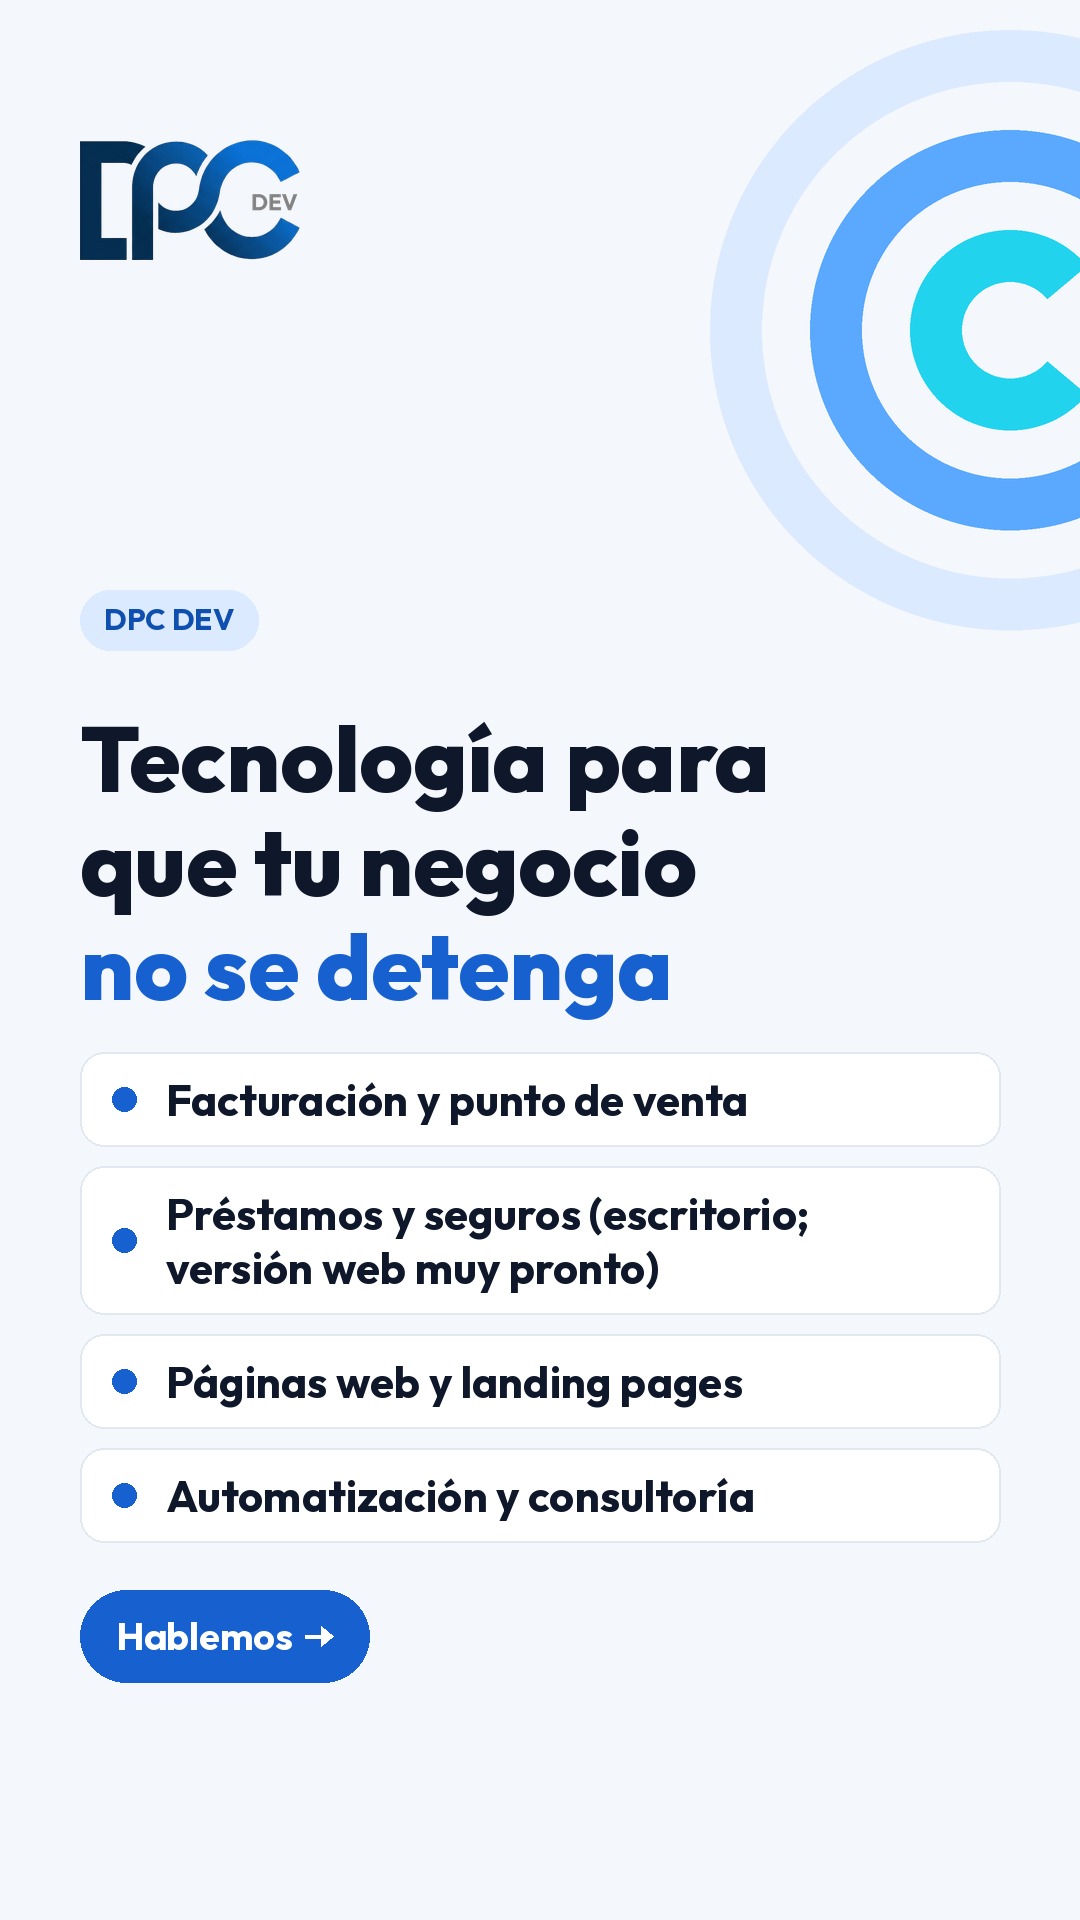 DPC DEV
DPC DEV
Tecnología para
que tu negocio
no se detenga
Facturación y punto de venta
Préstamos y seguros (escritorio;
versión web muy pronto)
Páginas web y landing pages
Automatización y consultoría
Hablemos →